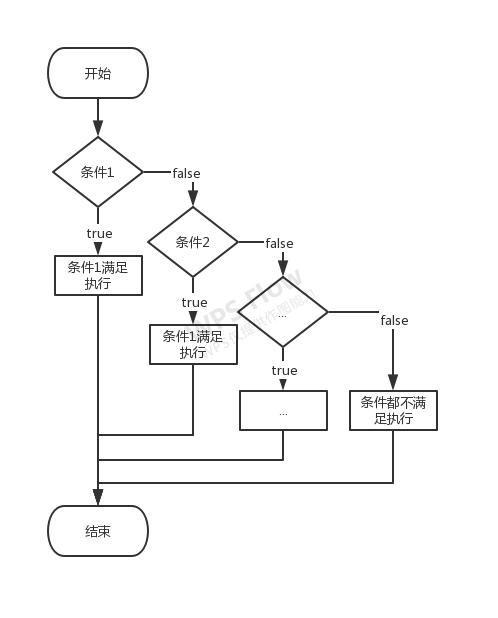 开始
条件1
false
true
条件1满足
执行
条件2
false
true
条件1满足
执行
...
false
true
...
条件都不满
足执行
结束
WPS Flow